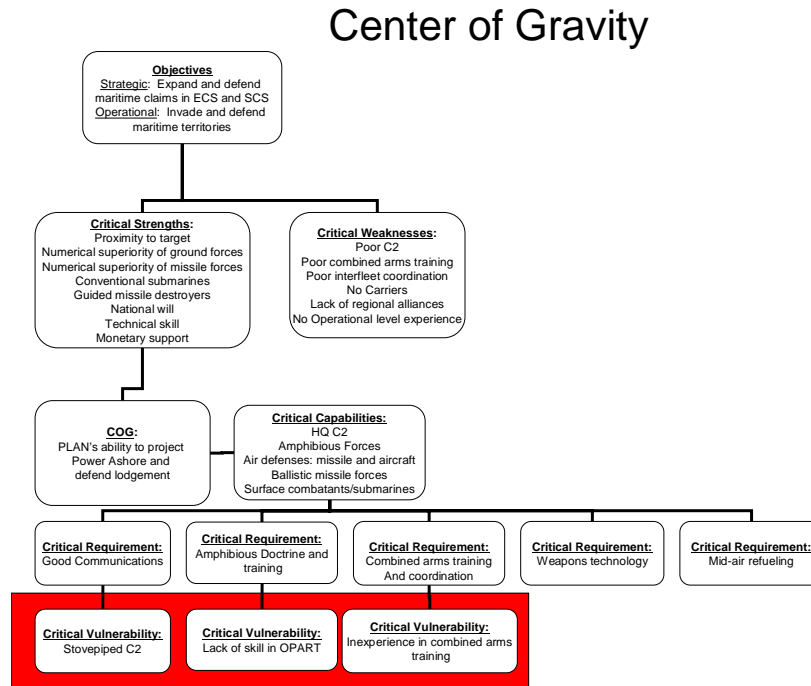 Center of Gravity
Objectives
Strategic: Expand and defend
maritime claims in ECS and SCS
Operational: Invade and defend
maritime territories
Critical Strengths:
Proximity to target
Numerical superiority of ground forces
Numerical superiority of missile forces
Conventional submarines
Guided missile destroyers
National will
Technical skill
Monetary support
Critical Weaknesses:
Poor C2
Poor combined arms training
Poor interfleet coordination
No Carriers
Lack of regional alliances
No Operational level experience
COG:
PLAN's ability to project
Power Ashore and
defend lodgement
Critical Capabilities:
HQ C2
Amphibious Forces
Air defenses: missile and aircraft
Ballistic missile forces
Surface combatants/submarines
Critical Requirement:
Good Communications
Critical Requirement:
Amphibious Doctrine and
training
Critical Requirement:
Combined arms training
And coordination
Critical Requirement:
Weapons technology
Critical Requirement:
Mid-air refueling
Critical Vulnerability:
Stovepiped C2
Critical Vulnerability:
Lack of skill in OPART
Critical Vulnerability:
Inexperience in combined arms
training